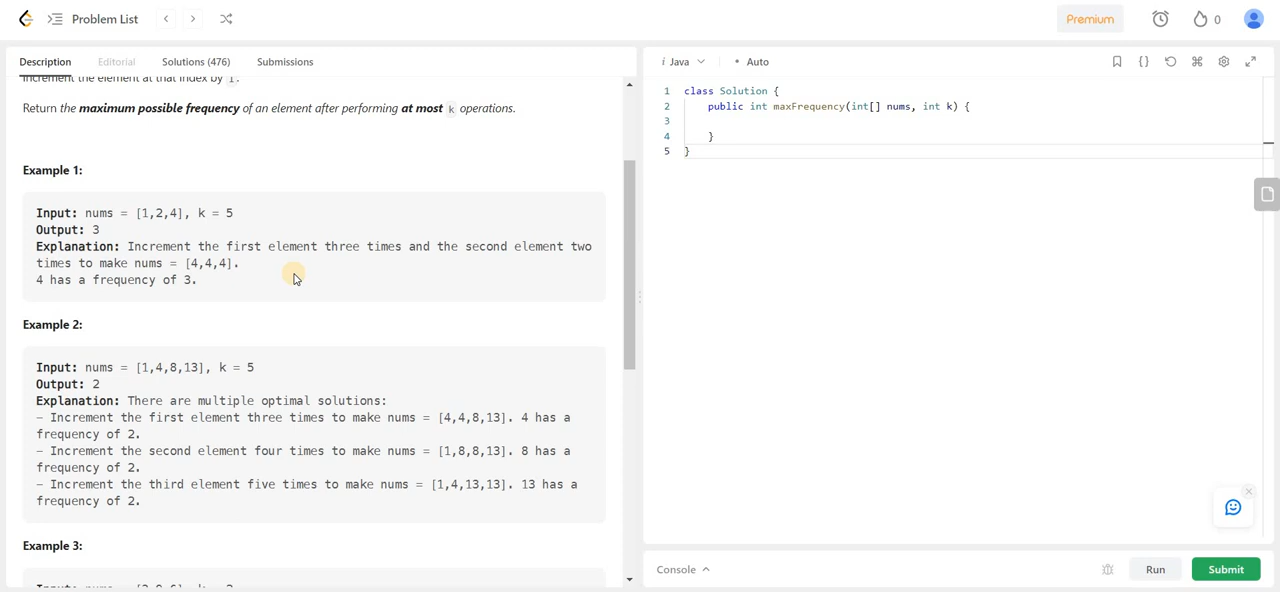 Problem List
Premium
0
Description
Editorial
Solutions (476)
Submissions
increment the element at that index by 1.
Return the maximum possible frequency of an element after performing at most k operations.
Example 1:
Input: nums = [1,2,4], k = 5
Output: 3
Explanation: Increment the first element three times and the second element two
times to make nums = [4,4,4].
4 has a frequency of 3.
Example 2:
Input: nums = [1,4,8,13], k = 5
Output: 2
Explanation: There are multiple optimal solutions:
- Increment the first element three times to make nums = [4,4,8,13]. 4 has a
frequency of 2.
- Increment the second element four times to make nums = [1,8,8,13]. 8 has a
frequency of 2.
- Increment the third element five times to make nums = [1,4,13,13]. 13 has a
frequency of 2.
Example 3:
i Java
• Auto
1 class Solution {
2 public int maxFrequency(int[] nums, int k) {
3
4 }
5 }
Console
Run
Submit